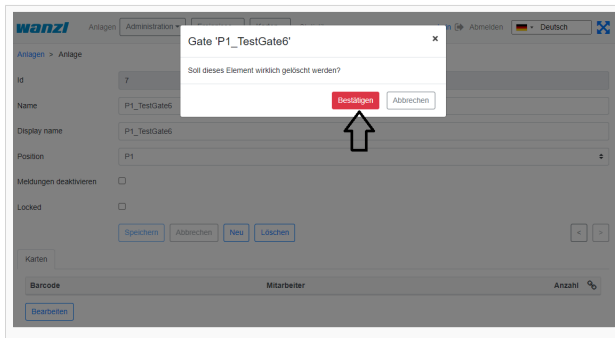 wanzl
Anlagen
Administration
Abmelden
Deutsch
Gate 'P1_TestGate6'
×
Soll dieses Element wirklich gelöscht werden?
Bestätigen
Abbrechen
Anlagen > Anlage
Id
7
Name
P1_TestGate6
Display name
P1_TestGate6
Position
P1
Meldungen deaktivieren
Locked
Speichern Abbrechen Neu Löschen < >
Karten
Barcode Mitarbeiter Anzahl
Bearbeiten